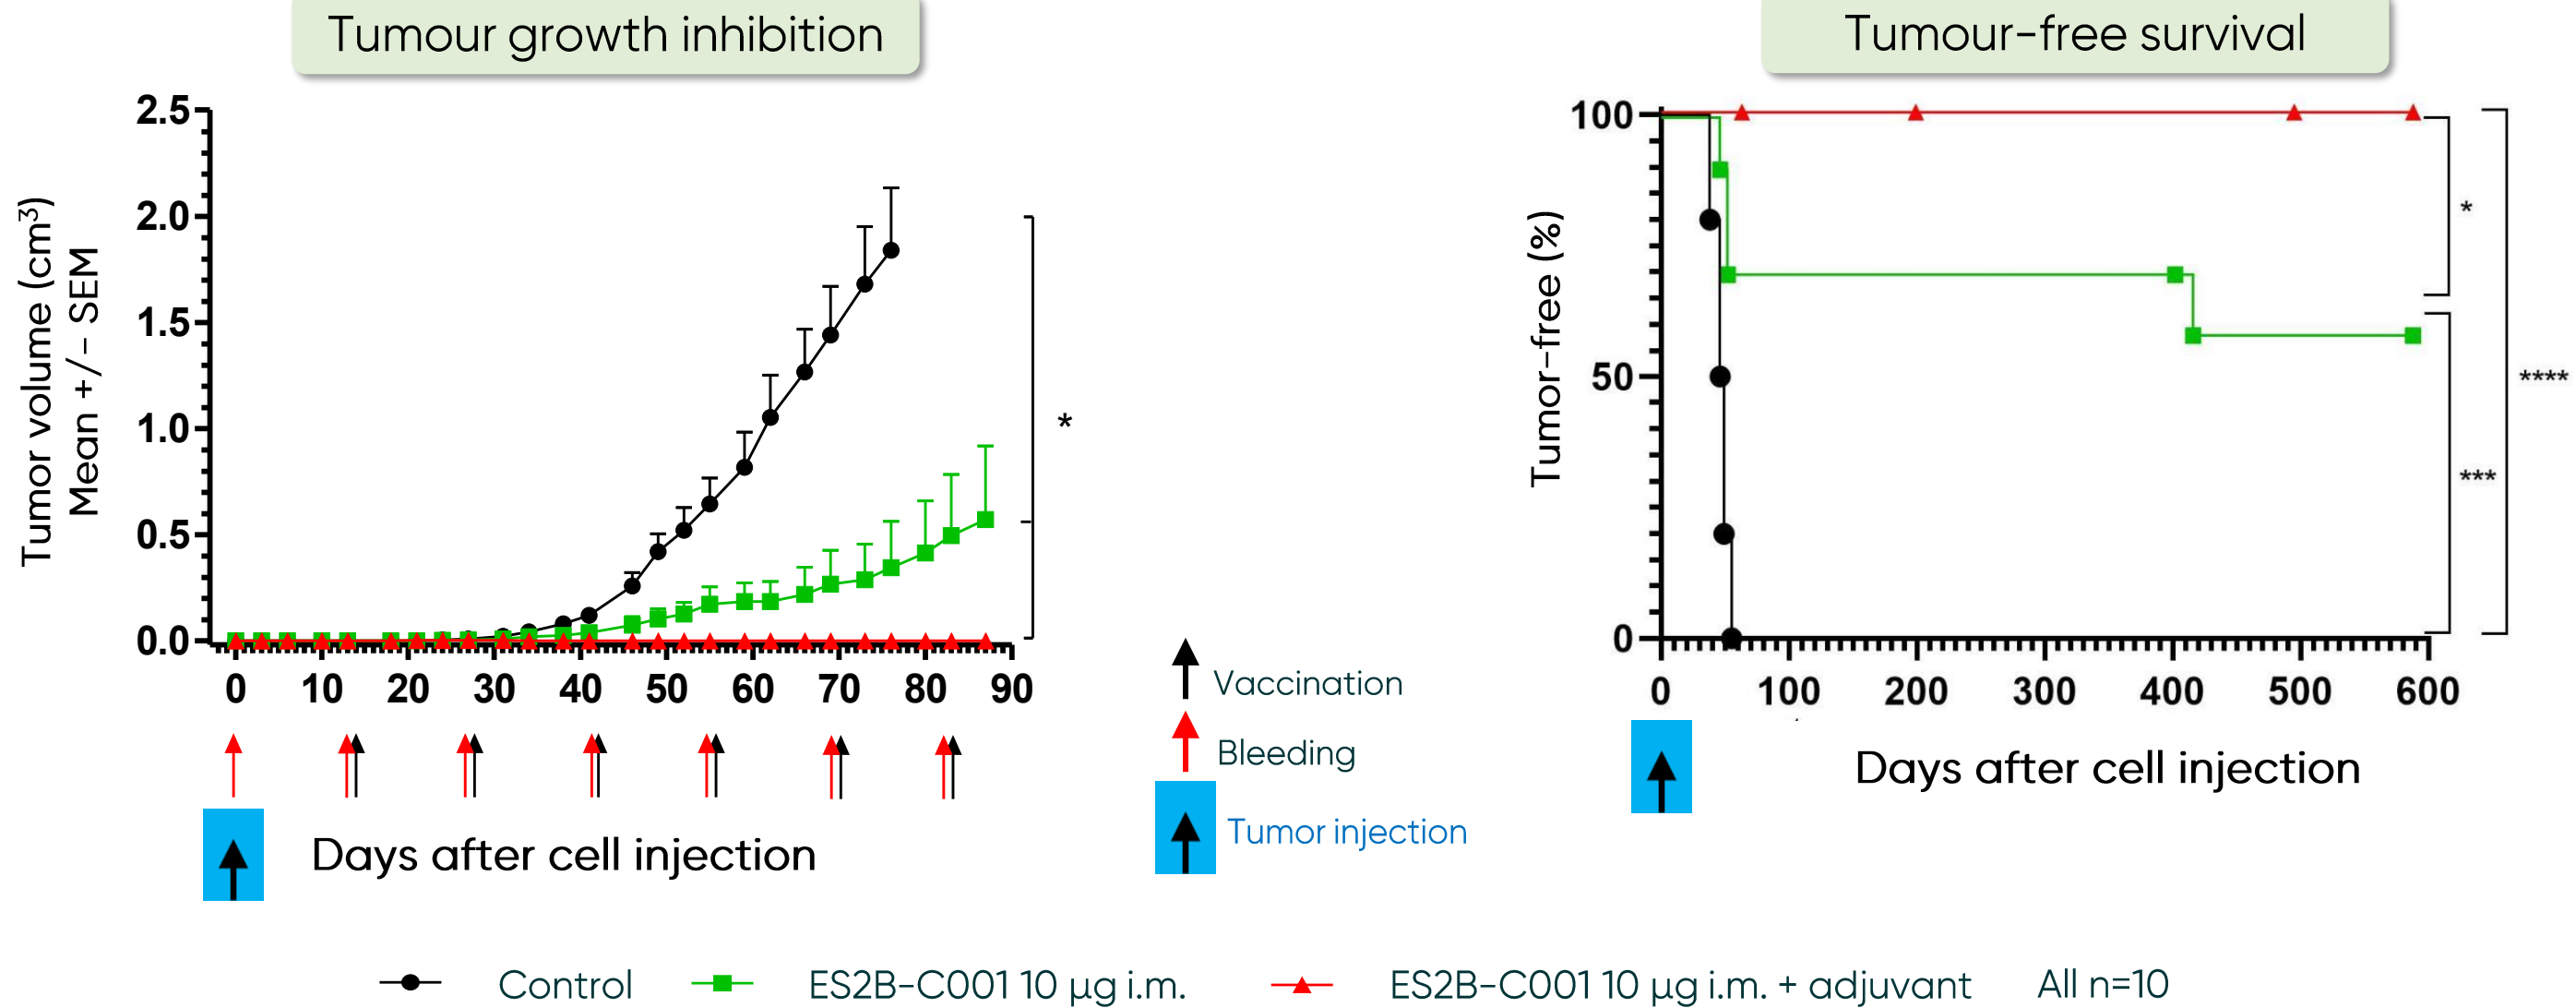 Tumour growth inhibition
Tumor volume (cm³)
Mean +/- SEM
2.5
2.0
1.5
1.0
0.5
0.0
0 10 20 30 40 50 60 70 80 90
*
Days after cell injection
Vaccination
Bleeding
Tumor injection
Tumour-free survival
Tumor-free (%)
100
50
0
0 100 200 300 400 500 600
*
***
****
Days after cell injection
Control ES2B-C001 10 µg i.m. ES2B-C001 10 µg i.m. + adjuvant All n=10